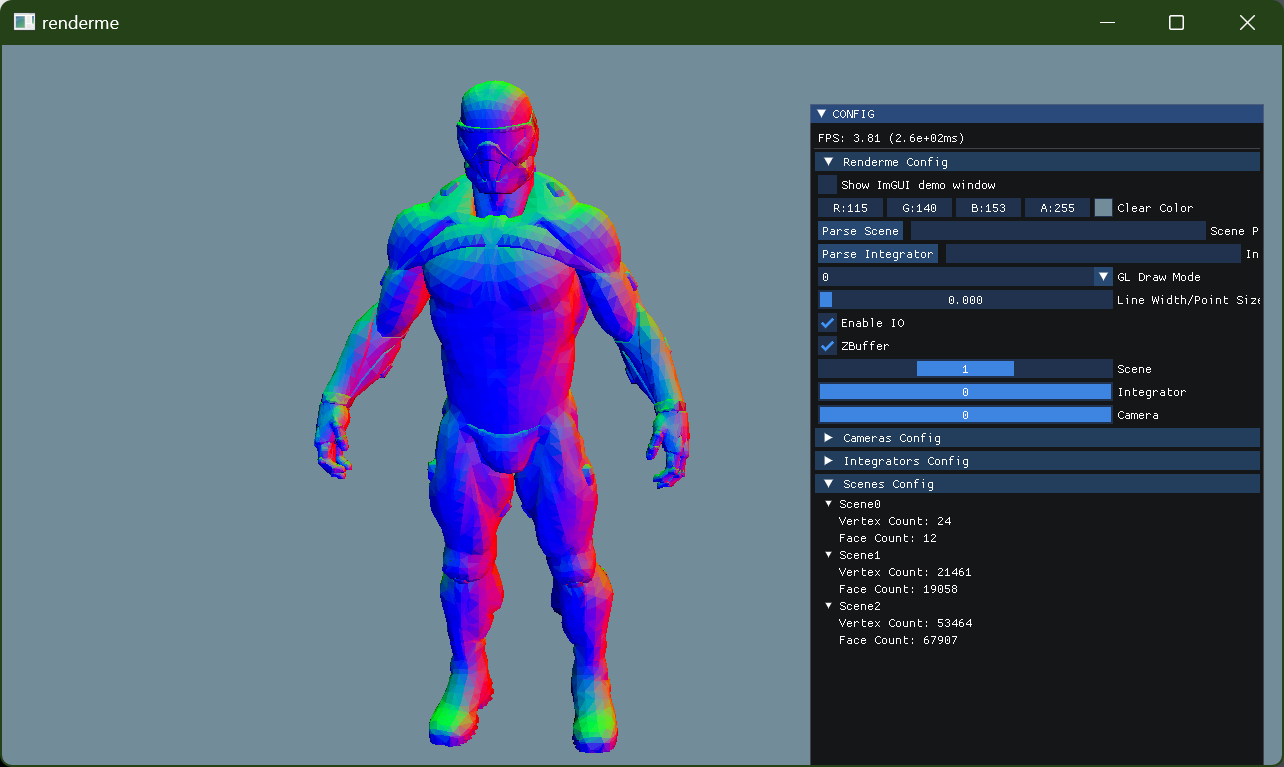 renderme
CONFIG
FPS: 3.81 (2.6e+02ms)
Renderme Config
Show ImGUI demo window
R:115 G:140 B:153 A:255 Clear Color
Parse Scene Scene P
Parse Integrator In
0 GL Draw Mode
0.000 Line Width/Point Size
Enable IO
ZBuffer
1 Scene
0 Integrator
0 Camera
Cameras Config
Integrators Config
Scenes Config
Scene0
Vertex Count: 24
Face Count: 12
Scene1
Vertex Count: 21461
Face Count: 19058
Scene2
Vertex Count: 53464
Face Count: 67907